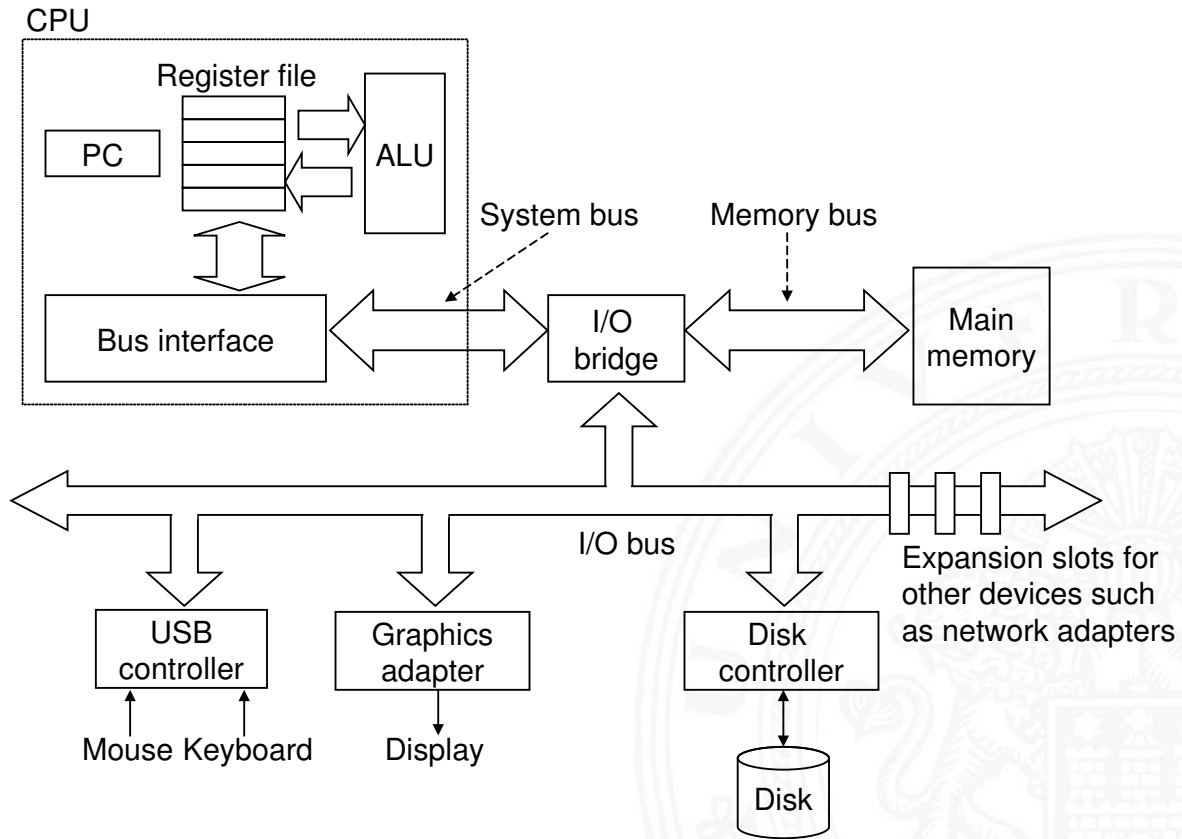 CPU
Register file
PC
ALU
System bus
Memory bus
Bus interface
I/O
bridge
Main
memory
I/O bus
Expansion slots for
other devices such
as network adapters
USB
controller
Graphics
adapter
Disk
controller
Mouse Keyboard
Display
Disk